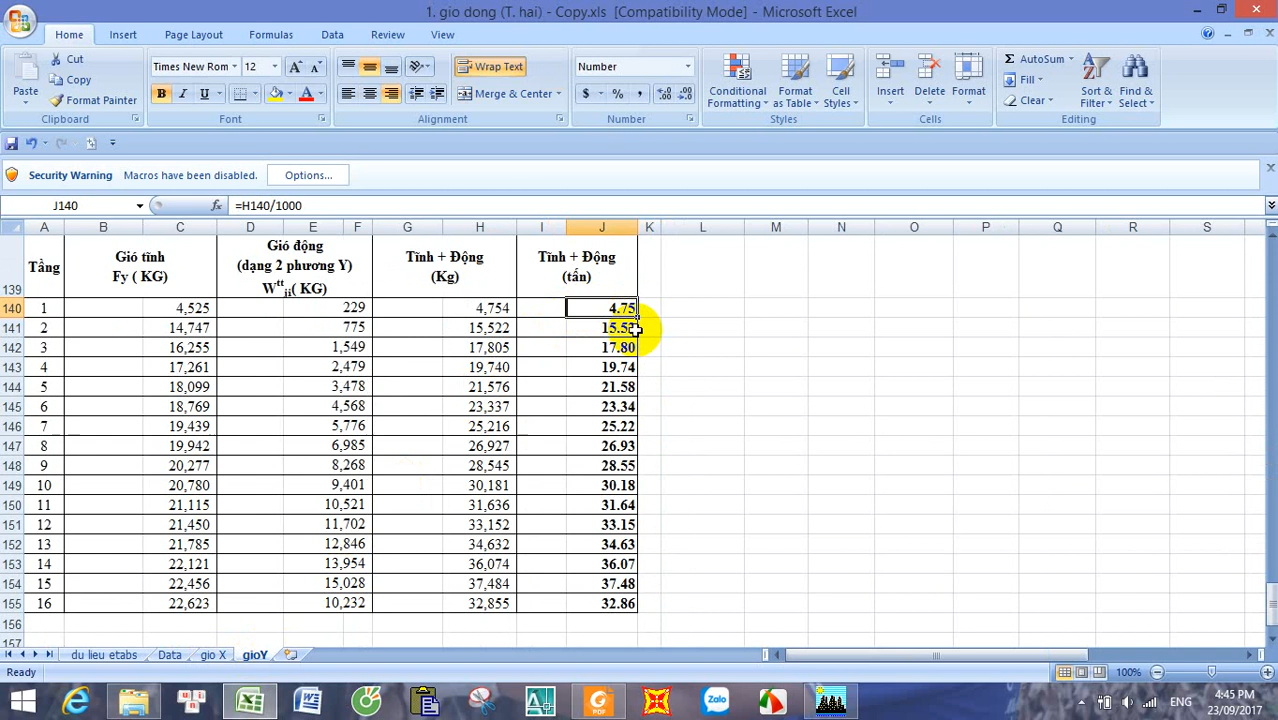 1. gio dong (T. hai) - Copy.xls [Compatibility Mode] - Microsoft Excel
Home Insert Page Layout Formulas Data Review View
Paste Cut Times New Rom 12 Wrap Text Number Conditional Formatting Format as Table Cell Styles Insert Delete Format AutoSum Sort & Filter Find & Select
Copy Fill
Format Painter B I U Merge & Center $ % , Clear
Clipboard Font Alignment Number Styles Cells Editing
Security Warning Macros have been disabled. Options...
J140 fx =H140/1000
A B C D E F G H I J K L M N O P Q R S
139 Tầng Gió tĩnh Fy ( KG) Gió động (dạng 2 phương Y) Wttji( KG) Tĩnh + Động (Kg) Tĩnh + Động (tấn)
140 1 4,525 229 4,754 4.75
141 2 14,747 775 15,522
142 3 16,255 1,549 17,805 17.80
143 4 17,261 2,479 19,740 19.74
144 5 18,099 3,478 21,576 21.58
145 6 18,769 4,568 23,337 23.34
146 7 19,439 5,776 25,216 25.22
147 8 19,942 6,985 26,927 26.93
148 9 20,277 8,268 28,545 28.55
149 10 20,780 9,401 30,181 30.18
150 11 21,115 10,521 31,636 31.64
151 12 21,450 11,702 33,152 33.15
152 13 21,785 12,846 34,632 34.63
153 14 22,121 13,954 36,074 36.07
154 15 22,456 15,028 37,484 37.48
155 16 22,623 10,232 32,855 32.86
156
157
du lieu etabs Data gio X gioY
Ready 100%
Zalo ENG 4:45 PM
23/09/2017